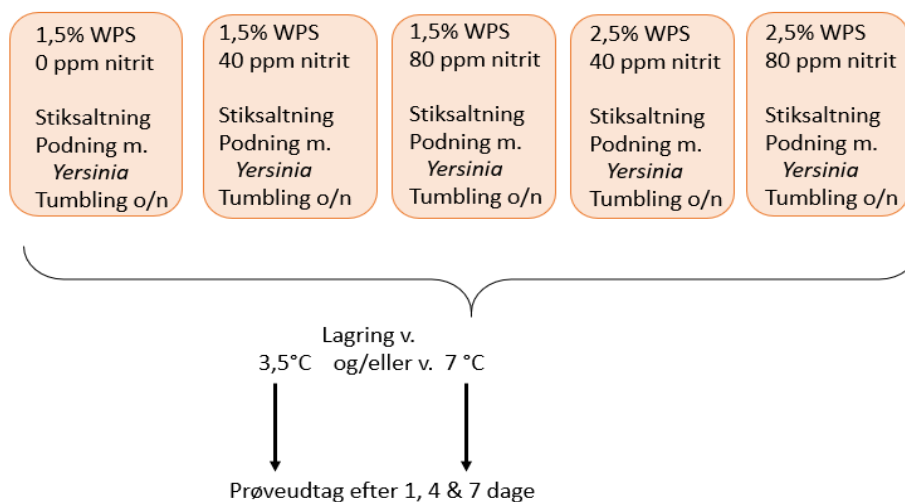 1,5% WPS
0 ppm nitrit
Stiksaltning
Podning m.
Yersinia
Tumbling o/n
1,5% WPS
40 ppm nitrit
Stiksaltning
Podning m.
Yersinia
Tumbling o/n
1,5% WPS
80 ppm nitrit
Stiksaltning
Podning m.
Yersinia
Tumbling o/n
2,5% WPS
40 ppm nitrit
Stiksaltning
Podning m.
Yersinia
Tumbling o/n
2,5% WPS
80 ppm nitrit
Stiksaltning
Podning m.
Yersinia
Tumbling o/n
Lagring v.
3,5°C og/eller v. 7 °C
Prøveudtag efter 1, 4 & 7 dage